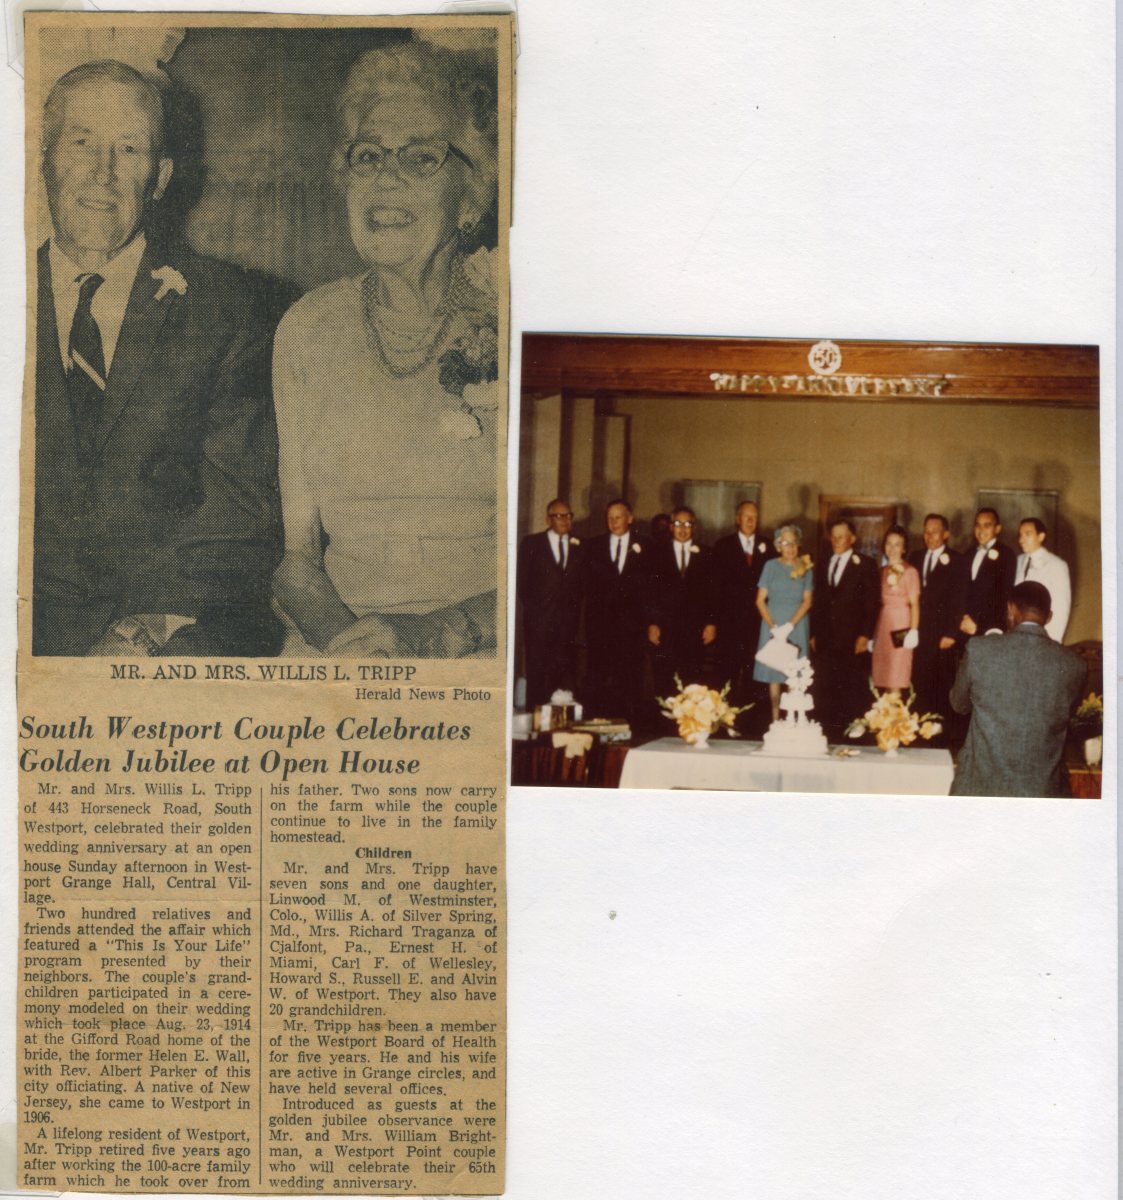 MR. AND MRS. WILLIS L. TRIPP
Herald News Photo
South Westport Couple Celebrates
Golden Jubilee at Open House
Mr. and Mrs. Willis L. Tripp
of 443 Horseneck Road, South
Westport, celebrated their golden
wedding anniversary at an open
house Sunday afternoon in West-
port Grange Hall, Central Vil-
lage.
Two hundred relatives and
friends attended the affair which
featured a "This Is Your Life"
program presented by their
neighbors. The couple's grand-
children participated in a cere-
mony modeled on their wedding
which took place Aug. 23, 1914
at the Gifford Road home of the
bride, the former Helen E. Wall,
with Rev. Albert Parker of this
city officiating. A native of New
Jersey, she came to Westport in
1906.
A lifelong resident of Westport,
Mr. Tripp retired five years ago
after working the 100-acre family
farm which he took over from
his father. Two sons now carry
on the farm while the couple
continue to live in the family
homestead.
Children
Mr. and Mrs. Tripp have
seven sons and one daughter,
Linwood M. of Westminster,
Colo., Willis A. of Silver Spring,
Md., Mrs. Richard Traganza of
Cjalfont, Pa., Ernest H. of
Miami, Carl F. of Wellesley,
Howard S., Russell E. and Alvin
W. of Westport. They also have
20 grandchildren.
Mr. Tripp has been a member
of the Westport Board of Health
for five years. He and his wife
are active in Grange circles, and
have held several offices.
Introduced as guests at the
golden jubilee observance were
Mr. and Mrs. William Bright-
man, a Westport Point couple
who will celebrate their 65th
wedding anniversary.
50
HAPPY ANNIVERSARY